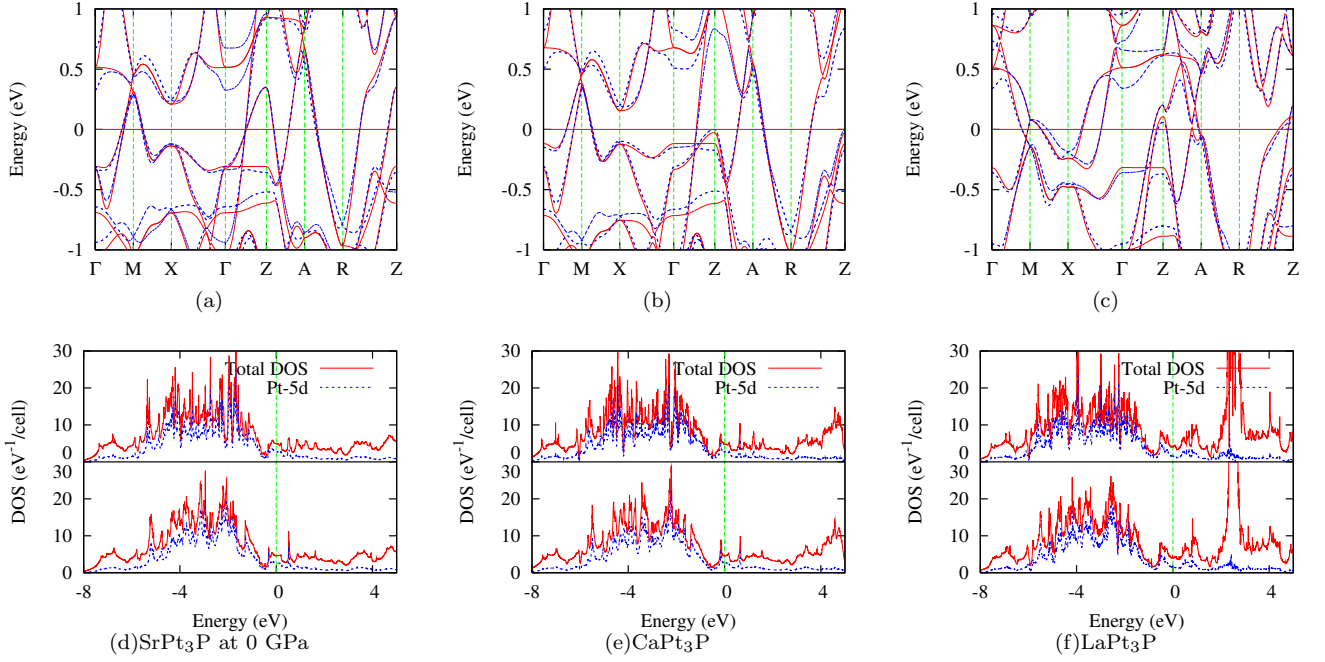 1
0.5
0
-0.5
-1
Energy (eV)
Γ M X Γ Z A R Z
(a)
1
0.5
0
-0.5
-1
Energy (eV)
Γ M X Γ Z A R Z
(b)
1
0.5
0
-0.5
-1
Energy (eV)
Γ M X Γ Z A R Z
(c)
30
20
10
0
30
20
10
0
DOS (eV⁻¹/cell)
Total DOS
Pt-5d
-8 -4 0 4
Energy (eV)
(d)SrPt₃P at 0 GPa
30
20
10
0
30
20
10
0
DOS (eV⁻¹/cell)
Total DOS
Pt-5d
-8 -4 0 4
Energy (eV)
(e)CaPt₃P
30
20
10
0
30
20
10
0
DOS (eV⁻¹/cell)
Total DOS
Pt-5d
-8 -4 0 4
Energy (eV)
(f)LaPt₃P